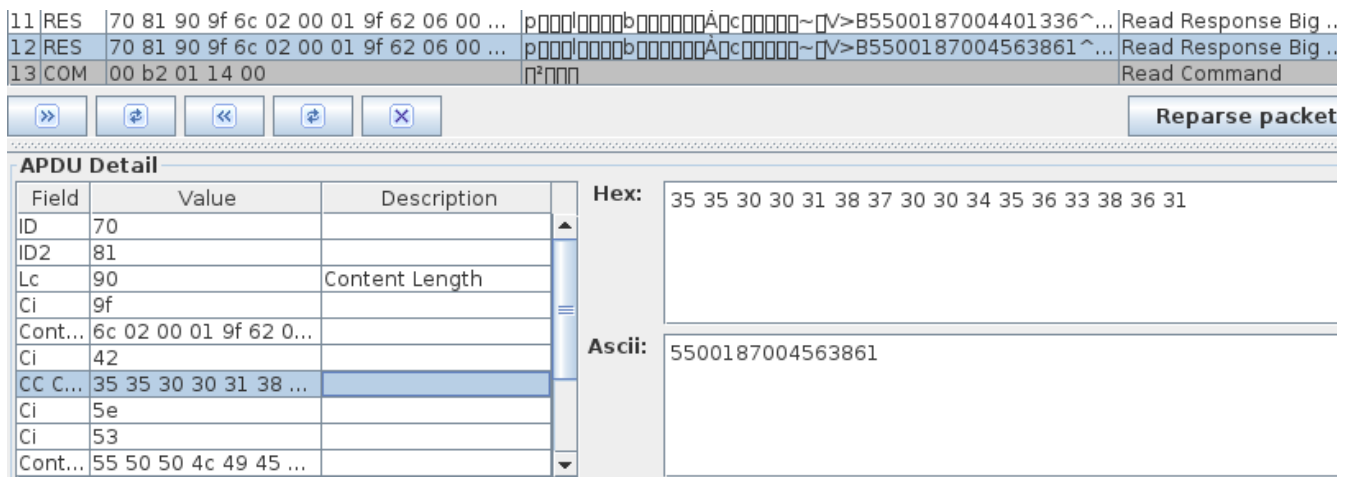 11 RES 70 81 90 9f 6c 02 00 01 9f 62 06 00 ... p▯▯▯l▯▯▯▯b▯▯▯▯▯▯À▯c▯▯▯▯▯~▯V>B5500187004401336^... Read Response Big ..
12 RES 70 81 90 9f 6c 02 00 01 9f 62 06 00 ... p▯▯▯l▯▯▯▯b▯▯▯▯▯▯À▯c▯▯▯▯▯~▯V>B5500187004563861^... Read Response Big ..
13 COM 00 b2 01 14 00 ▯²▯▯▯ Read Command
Reparse packet
APDU Detail
Field Value Description
ID 70
ID2 81
Lc 90 Content Length
Ci 9f
Cont... 6c 02 00 01 9f 62 0...
Ci 42
CC C... 35 35 30 30 31 38 ...
Ci 5e
Ci 53
Cont... 55 50 50 4c 49 45 ...
Hex: 35 35 30 30 31 38 37 30 30 34 35 36 33 38 36 31
Ascii: 5500187004563861